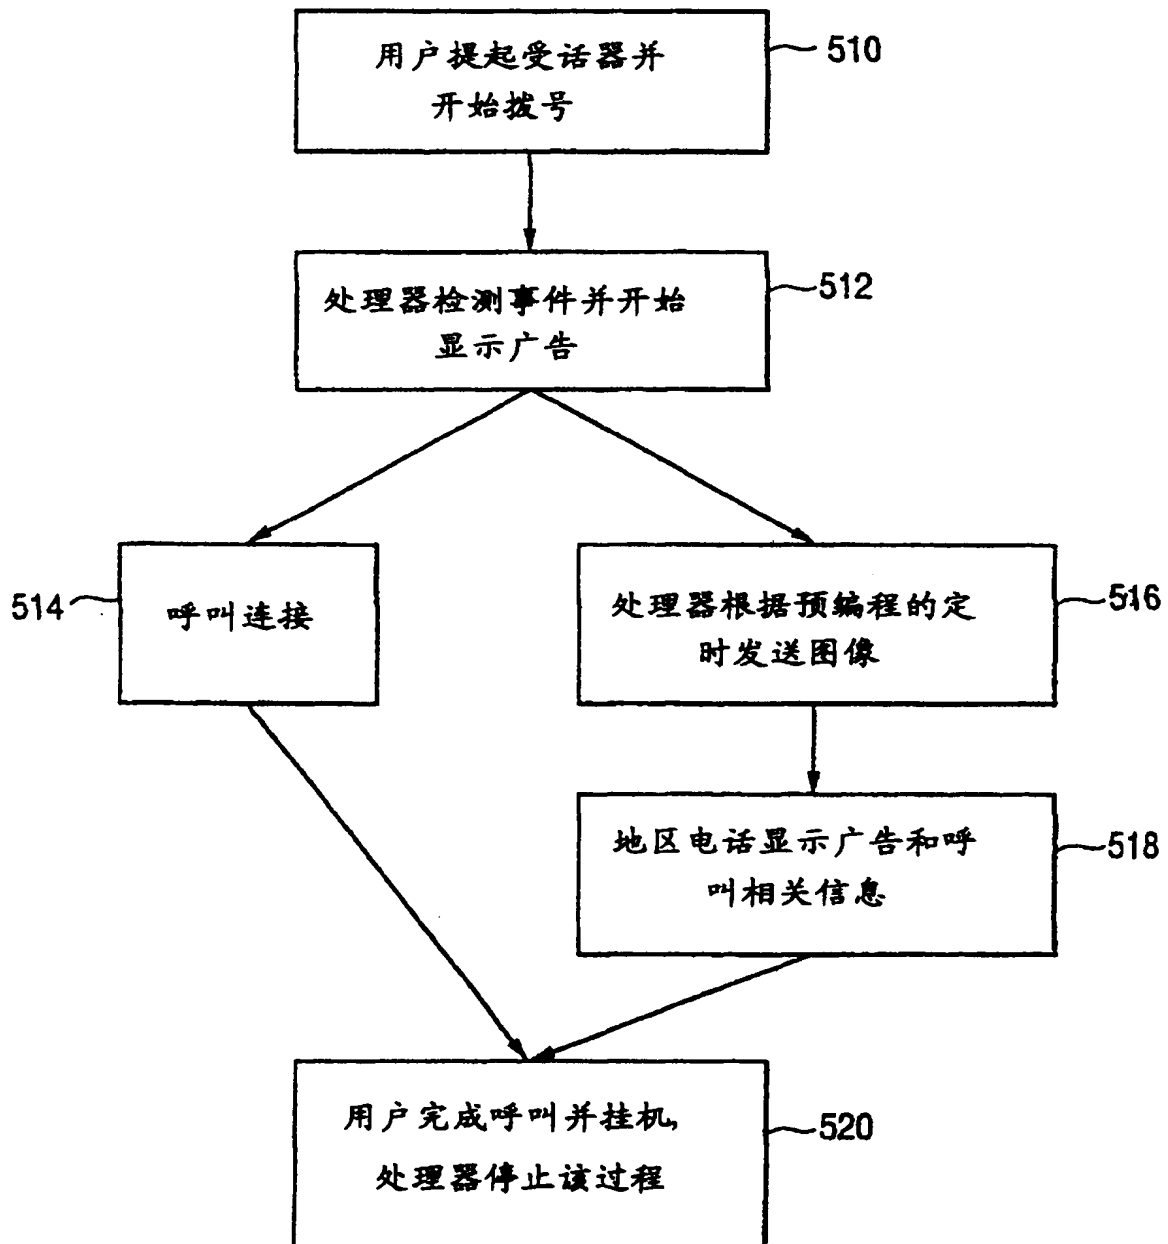 用户提起受话器并
开始拨号
510
处理器检测事件并开始
显示广告
512
514
呼叫连接
处理器根据预编程的定
时发送图像
516
地区电话显示广告和呼
叫相关信息
518
用户完成呼叫并挂机,
处理器停止该过程
520